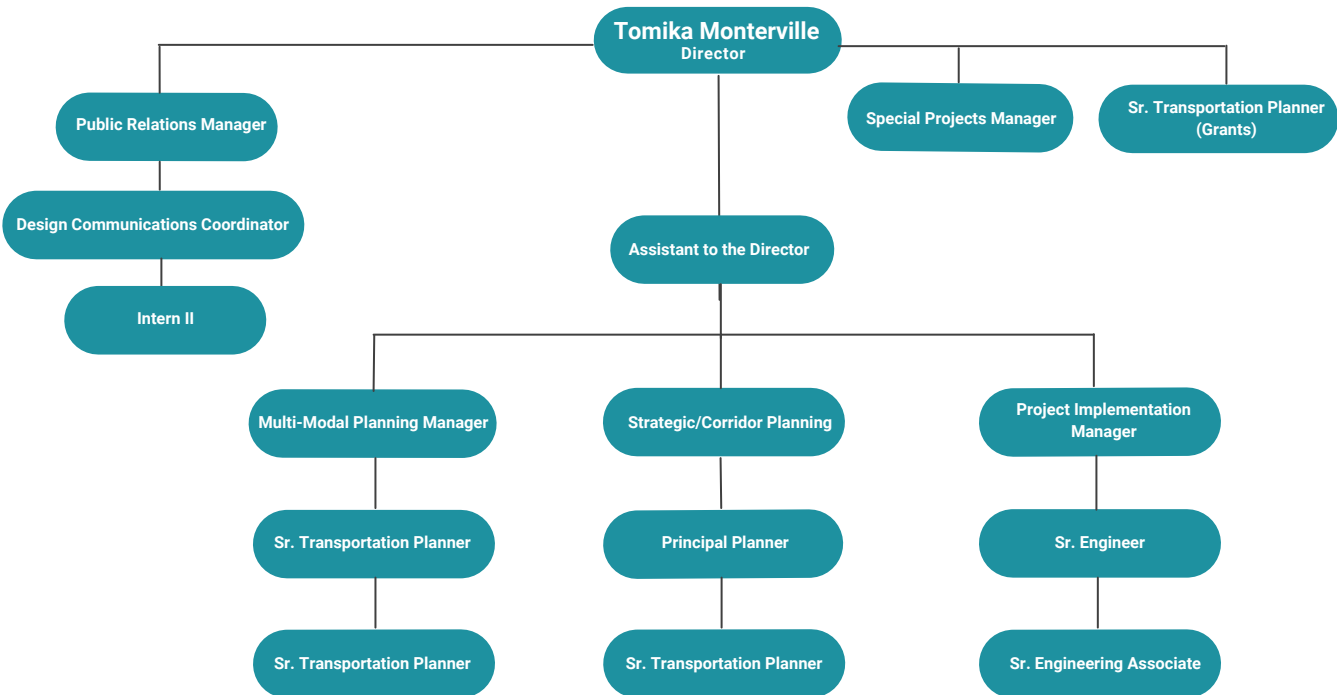 Tomika Monterville
Director
Public Relations Manager
Special Projects Manager
Sr. Transportation Planner
(Grants)
Design Communications Coordinator
Assistant to the Director
Intern II
Multi-Modal Planning Manager
Strategic/Corridor Planning
Project Implementation
Manager
Sr. Transportation Planner
Principal Planner
Sr. Engineer
Sr. Transportation Planner
Sr. Transportation Planner
Sr. Engineering Associate